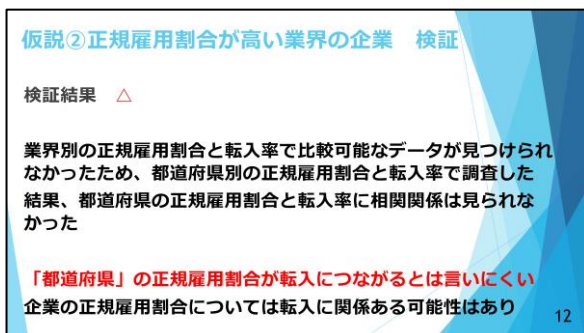 仮説②正規雇用割合が高い業界の企業　検証
検証結果　△
業界別の正規雇用割合と転入率で比較可能なデータが見つけられ
なかったため、都道府県別の正規雇用割合と転入率で調査した
結果、都道府県の正規雇用割合と転入率に相関関係は見られな
かった
「都道府県」の正規雇用割合が転入につながるとは言いにくい
企業の正規雇用割合については転入に関係ある可能性はあり
12